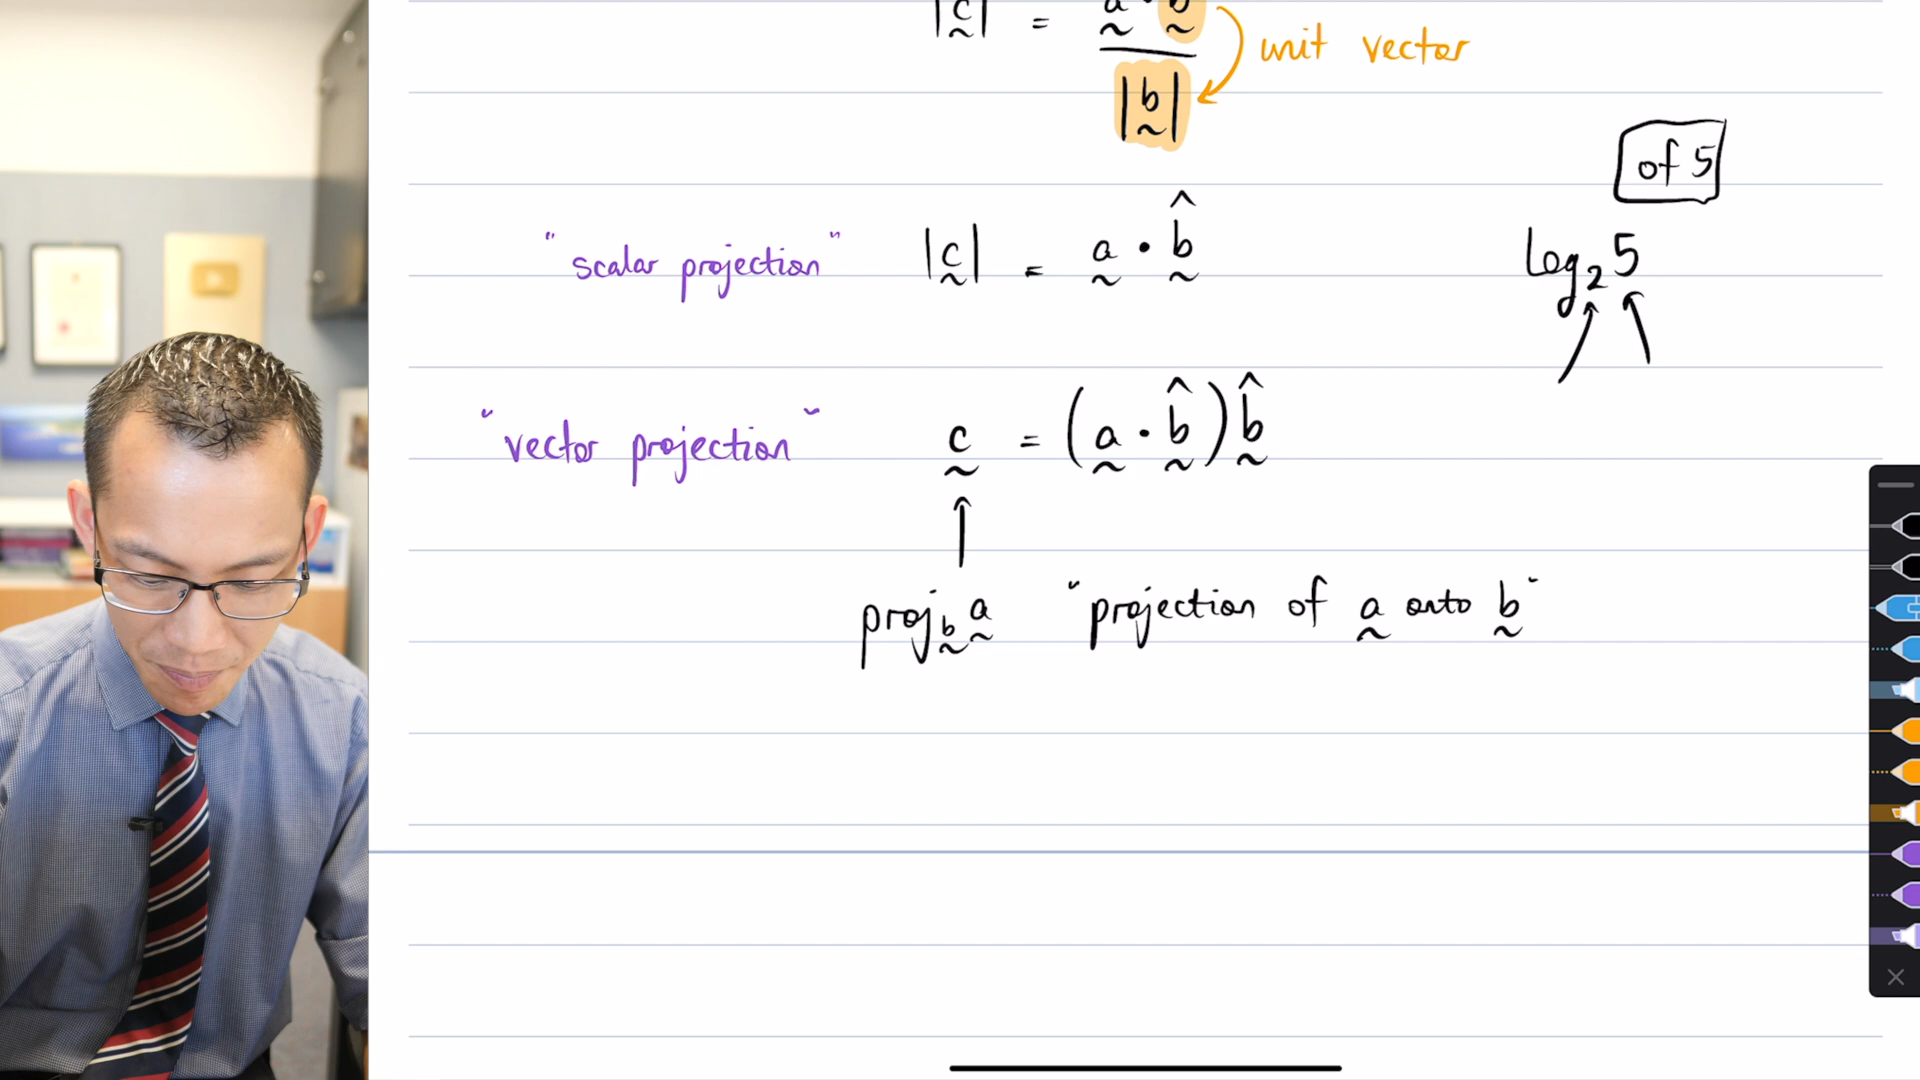 |c| = a · b
|b|
unit vector
of 5
"scalar projection" |c| = a · b̂
log₂5
"vector projection" c = (a · b̂) b̂
proj_b a "projection of a onto b"